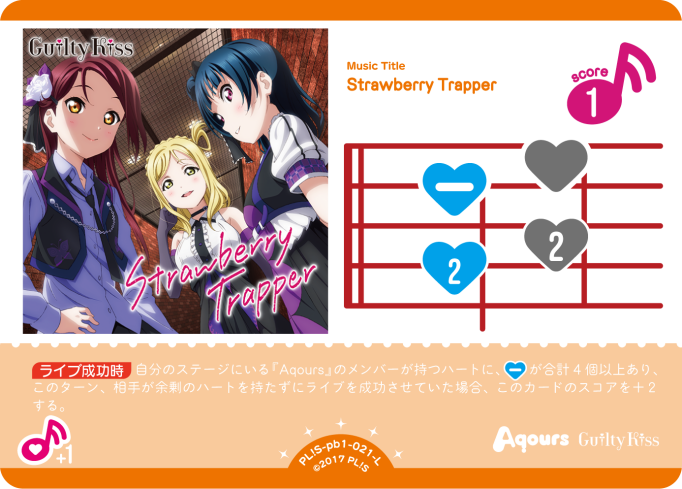 Guilty Kiss
Strawberry
Trapper
Music Title
Strawberry Trapper
score
1
2
2
ライブ成功時 自分のステージにいる『Aqours』のメンバーが持つハートに、が合計4個以上あり、
このターン、相手が余剰のハートを持たずにライブを成功させていた場合、このカードのスコアを+2
する。
+1
PL!S-pb1-021-L
©2017 PL!S
Aqours Guilty Kiss